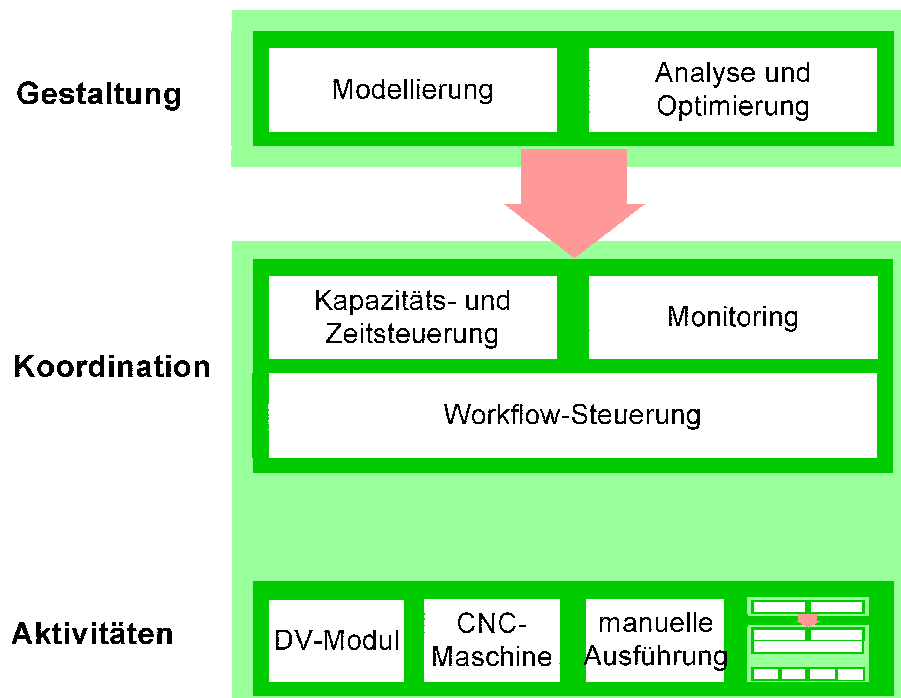 Gestaltung
Modellierung
Analyse und
Optimierung
Koordination
Kapazitäts- und
Zeitsteuerung
Monitoring
Workflow-Steuerung
Aktivitäten
DV-Modul
CNC-
Maschine
manuelle
Ausführung